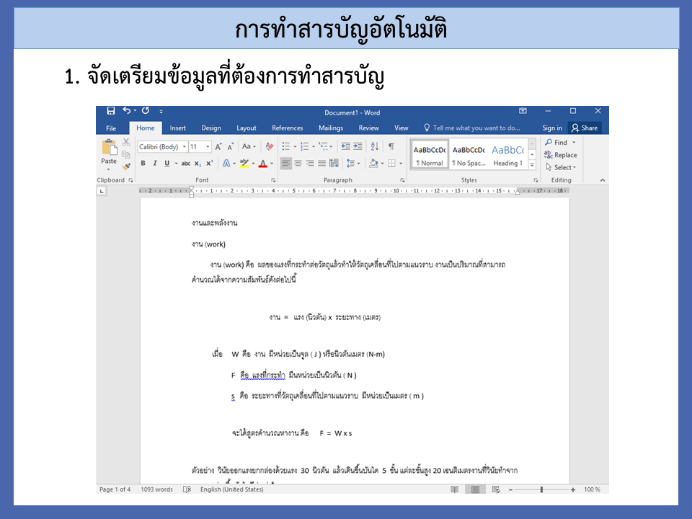 การทำสารบัญอัตโนมัติ
1. จัดเตรียมข้อมูลที่ต้องการทำสารบัญ
Document1 - Word
File Home Insert Design Layout References Mailings Review View Tell me what you want to do... Sign in Share
Paste
Calibri (Body) 11
AaBbCcDc AaBbCcDc AaBbCc
¶ Normal ¶ No Spac... Heading 1
Find
Replace
Select
Clipboard Font Paragraph Styles Editing
งานและพลังงาน
งาน (work)
งาน (work) คือ ผลของแรงที่กระทำต่อวัตถุแล้วทำให้วัตถุเคลื่อนที่ไปตามแนวราบ งานเป็นปริมาณที่สามารถ
คำนวณได้จากความสัมพันธ์ดังต่อไปนี้
งาน = แรง (นิวตัน) x ระยะทาง (เมตร)
เมื่อ W คือ งาน มีหน่วยเป็นจูล ( J ) หรือนิวตันเมตร (N-m)
F คือ แรงที่กระทำ มีหน่วยเป็นนิวตัน ( N )
s คือ ระยะทางที่วัตถุเคลื่อนที่ไปตามแนวราบ มีหน่วยเป็นเมตร ( m )
จะได้สูตรคำนวณหางาน คือ F = W x s
ตัวอย่าง วินัยออกแรงยกกล่องด้วยแรง 30 นิวตัน แล้วเดินขึ้นบันได 5 ขั้น แต่ละขั้นสูง 20 เซนติเมตรงานที่วินัยทำจาก
Page 1 of 4 1093 words English (United States) 100 %